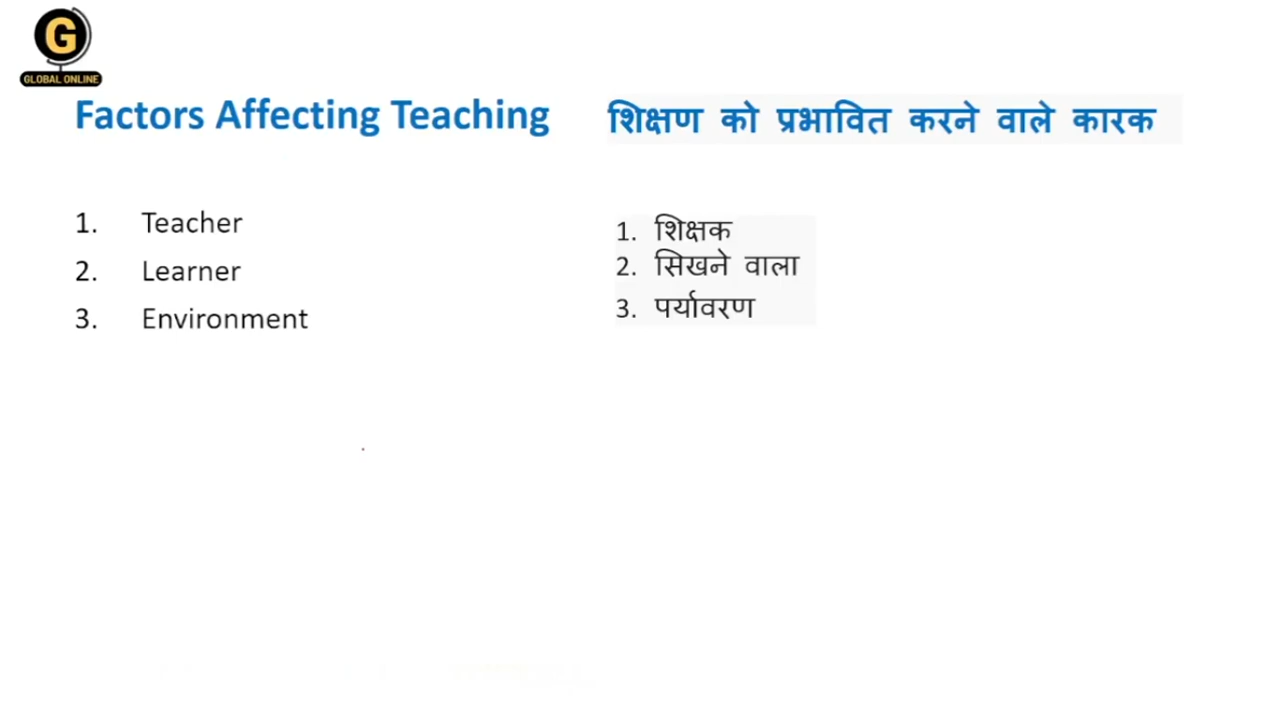 G
GLOBAL ONLINE
Factors Affecting Teaching
1. Teacher
2. Learner
3. Environment
शिक्षण को प्रभावित करने वाले कारक
1. शिक्षक
2. सिखने वाला
3. पर्यावरण